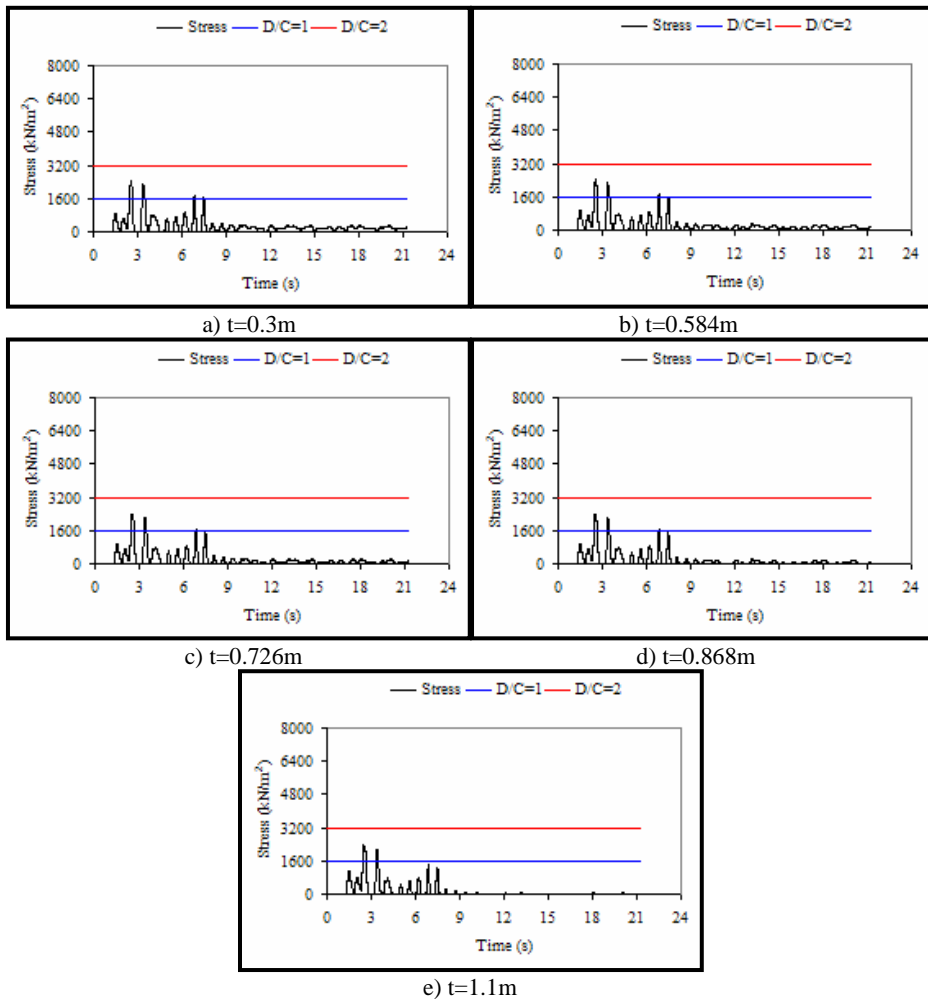 Stress D/C=1 D/C=2
8000
6400
4800
3200
1600
0
Stress (kN/m²)
0 3 6 9 12 15 18 21 24
Time (s)
a) t=0.3m
Stress D/C=1 D/C=2
8000
6400
4800
3200
1600
0
Stress (kN/m²)
0 3 6 9 12 15 18 21 24
Time (s)
b) t=0.584m
Stress D/C=1 D/C=2
8000
6400
4800
3200
1600
0
Stress (kN/m²)
0 3 6 9 12 15 18 21 24
Time (s)
c) t=0.726m
Stress D/C=1 D/C=2
8000
6400
4800
3200
1600
0
Stress (kN/m²)
0 3 6 9 12 15 18 21 24
Time (s)
d) t=0.868m
Stress D/C=1 D/C=2
8000
6400
4800
3200
1600
0
Stress (kN/m²)
0 3 6 9 12 15 18 21 24
Time (s)
e) t=1.1m